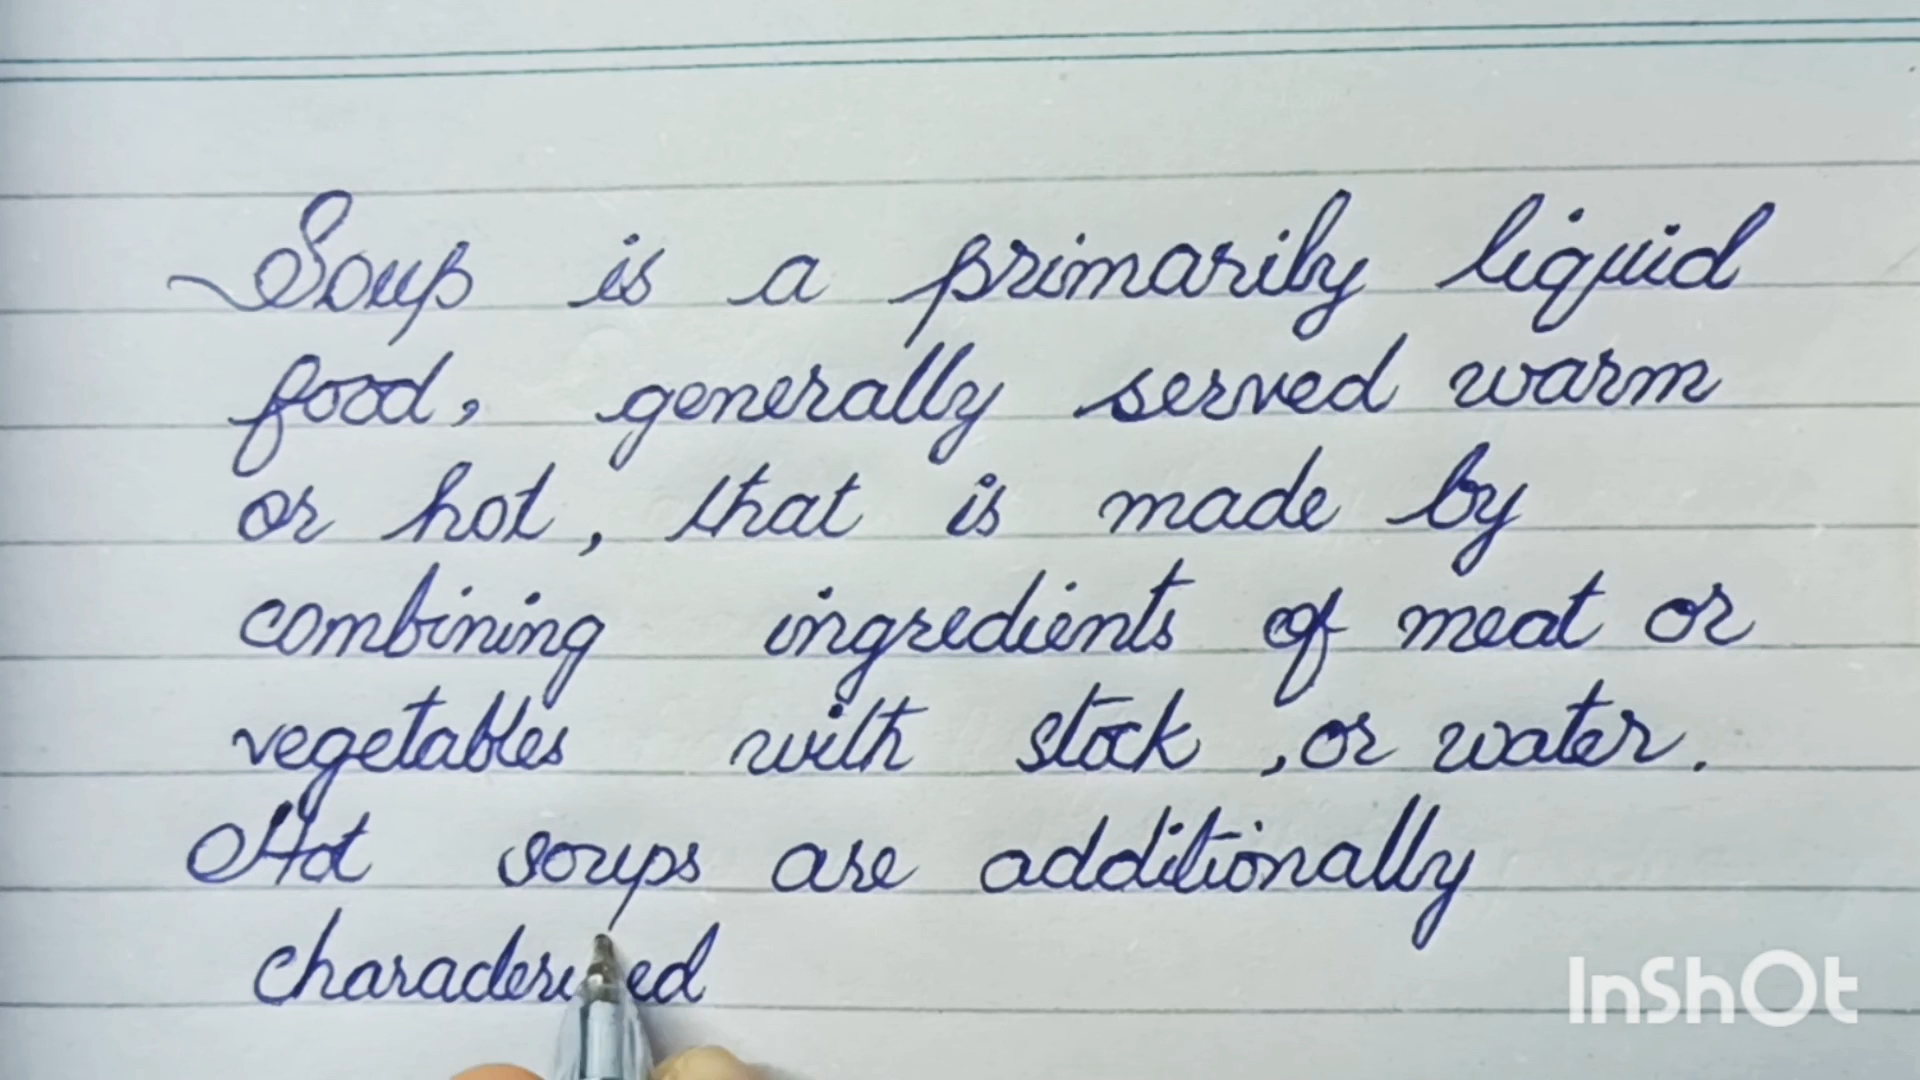 Soup is a primarily liquid
food, generally served warm
or hot, that is made by
combining ingredients of meat or
vegetables with stock, or water.
Hot soups are additionally
InShOt